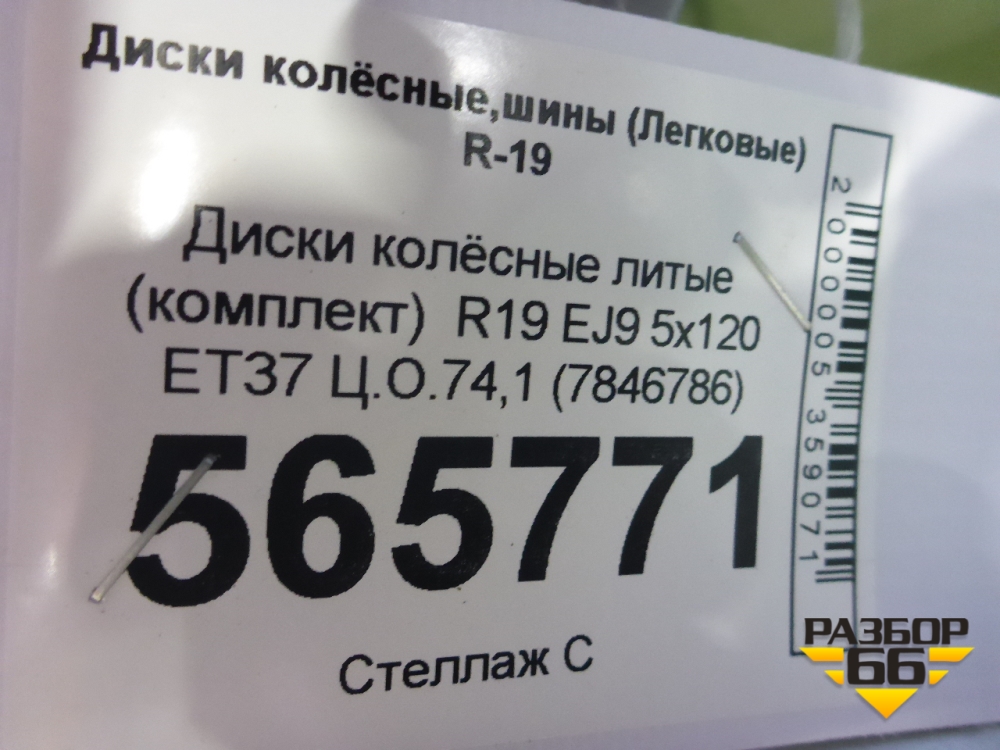 Диски колёсные,шины (Легковые)
R-19
Диски колёсные литые
(комплект) R19 EJ9 5x120
ET37 Ц.О.74,1 (7846786)
565771
Стеллаж С
2000005359071
РАЗБОР
66